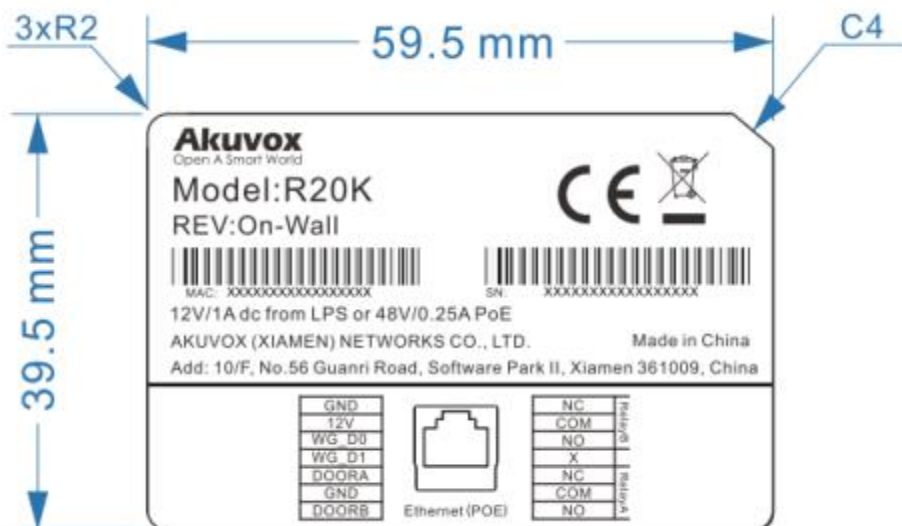 3xR2
59.5 mm
C4
39.5 mm
Akuvox
Open A Smart World
Model:R20K
REV:On-Wall
CE
MAC: XXXXXXXXXXXXXXXXX
SN: XXXXXXXXXXXXXXXXX
12V/1A dc from LPS or 48V/0.25A PoE
AKUVOX (XIAMEN) NETWORKS CO., LTD.
Made in China
Add: 10/F, No.56 Guanri Road, Software Park II, Xiamen 361009, China
GND
12V
WG_D0
WG_D1
DOORA
GND
DOORB
Ethernet(POE)
NC
COM
NO
X
NC
COM
NO
RelayB
RelayA